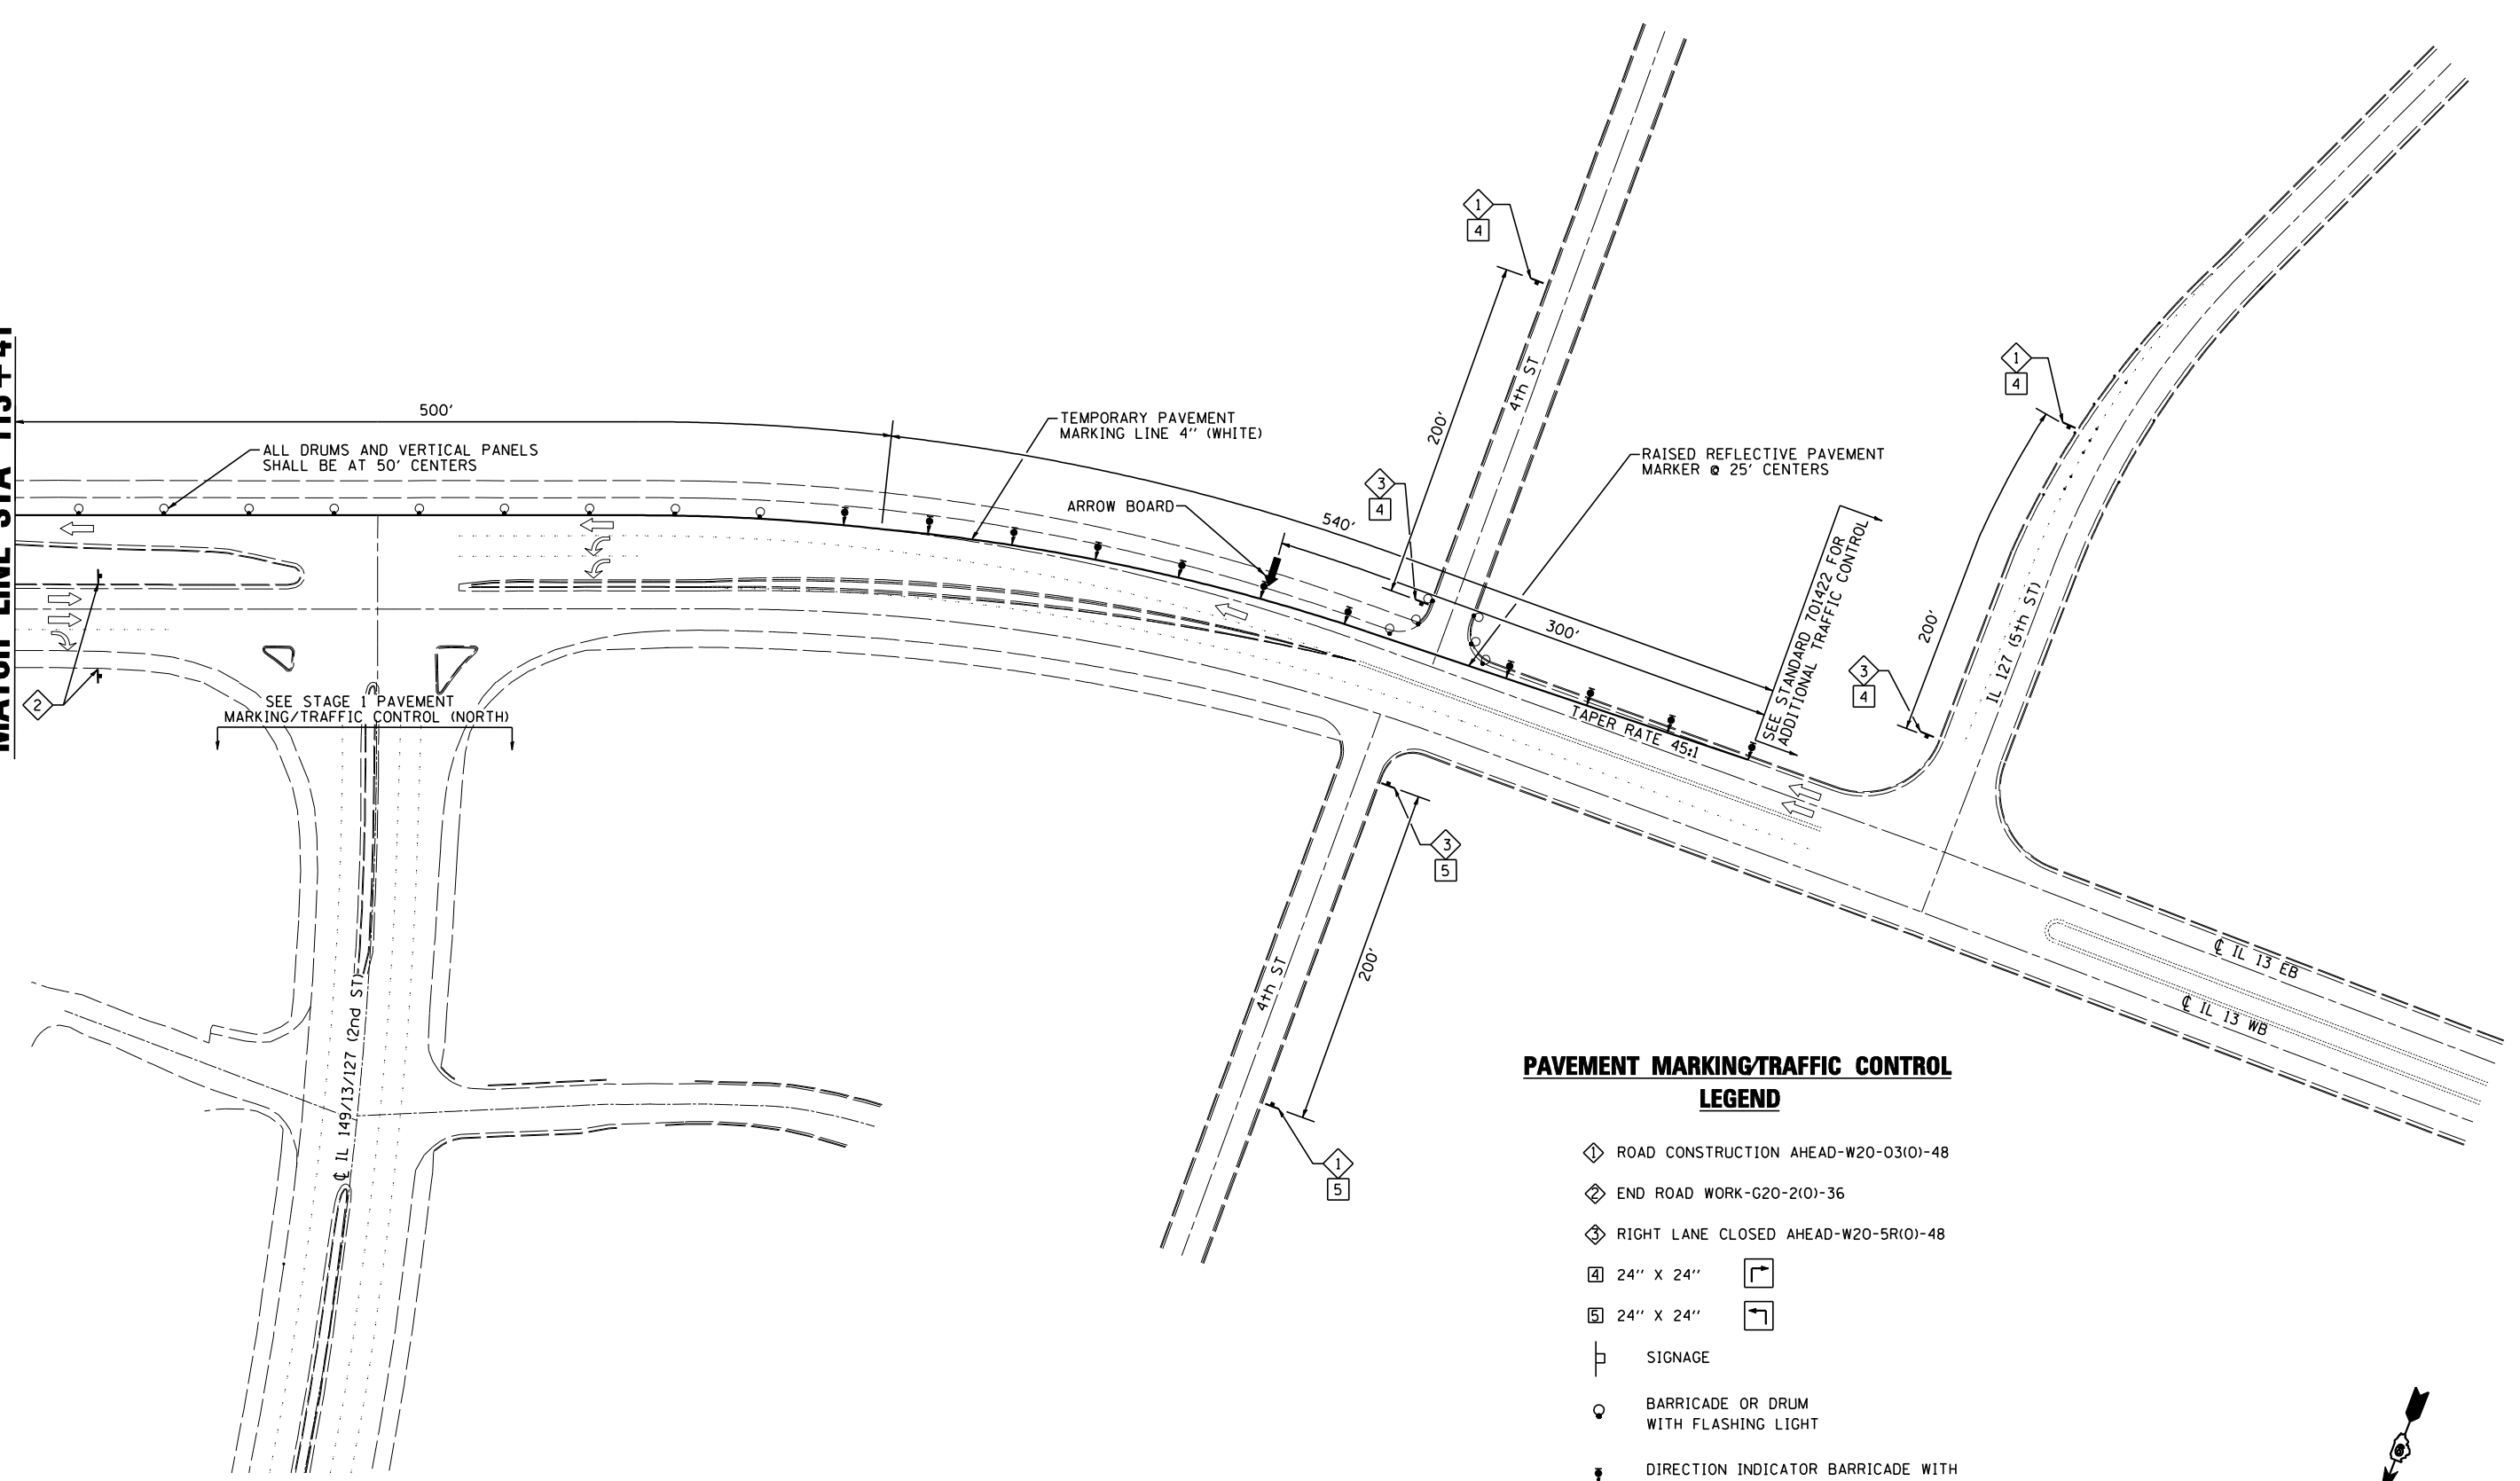 500'
ALL DRUMS AND VERTICAL PANELS
SHALL BE AT 50' CENTERS
TEMPORARY PAVEMENT
MARKING LINE 4'' (WHITE)
ARROW BOARD
540'
1
4
200'
4th ST
3
4
RAISED REFLECTIVE PAVEMENT
MARKER @ 25' CENTERS
300'
TAPER RATE 45:1
SEE STANDARD 701422 FOR
ADDITIONAL TRAFFIC CONTROL
1
4
200'
3
4
IL 127 (5th ST)
2
SEE STAGE 1 PAVEMENT
MARKING/TRAFFIC CONTROL (NORTH)
℄ IL 149/13/127 (2nd ST)
3
5
200'
4th ST
1
5
℄ IL 13 EB
℄ IL 13 WB
PAVEMENT MARKING/TRAFFIC CONTROL
LEGEND
1 ROAD CONSTRUCTION AHEAD-W20-03(O)-48
2 END ROAD WORK-G20-2(O)-36
3 RIGHT LANE CLOSED AHEAD-W20-5R(O)-48
4 24'' X 24''
5 24'' X 24''
SIGNAGE
BARRICADE OR DRUM
WITH FLASHING LIGHT
DIRECTION INDICATOR BARRICADE WITH